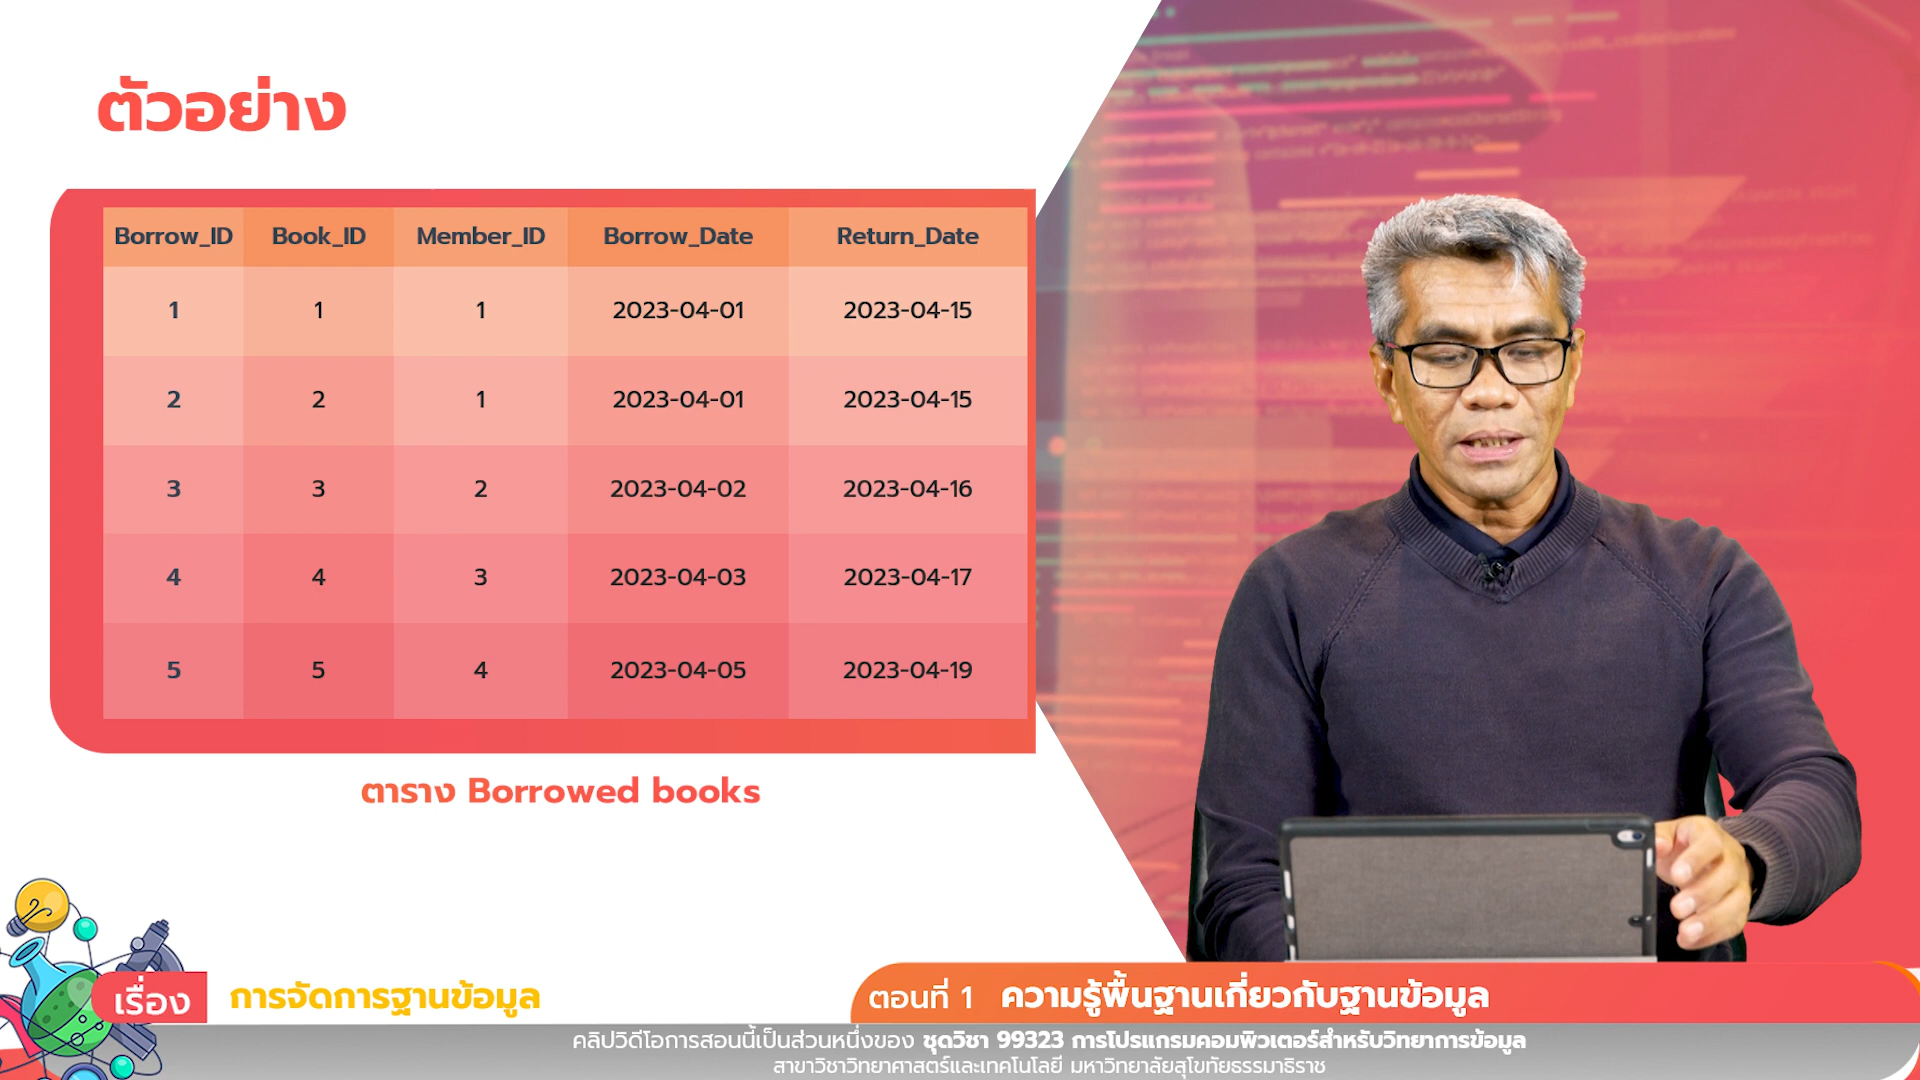 ตัวอย่าง
Borrow_ID Book_ID Member_ID Borrow_Date Return_Date
1 1 1 2023-04-01 2023-04-15
2 2 1 2023-04-01 2023-04-15
3 3 2 2023-04-02 2023-04-16
4 4 3 2023-04-03 2023-04-17
5 5 4 2023-04-05 2023-04-19
ตาราง Borrowed books
เรื่อง การจัดการฐานข้อมูล
ตอนที่ 1 ความรู้พื้นฐานเกี่ยวกับฐานข้อมูล
คลิปวิดีโอการสอนนี้เป็นส่วนหนึ่งของ ชุดวิชา 99323 การโปรแกรมคอมพิวเตอร์สำหรับวิทยาการข้อมูล
สาขาวิชาวิทยาศาสตร์และเทคโนโลยี มหาวิทยาลัยสุโขทัยธรรมาธิราช